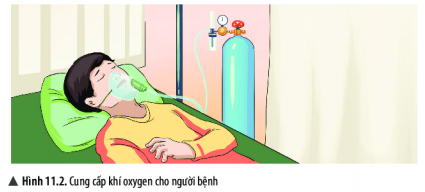 ▲ Hình 11.2. Cung cấp khí oxygen cho người bệnh